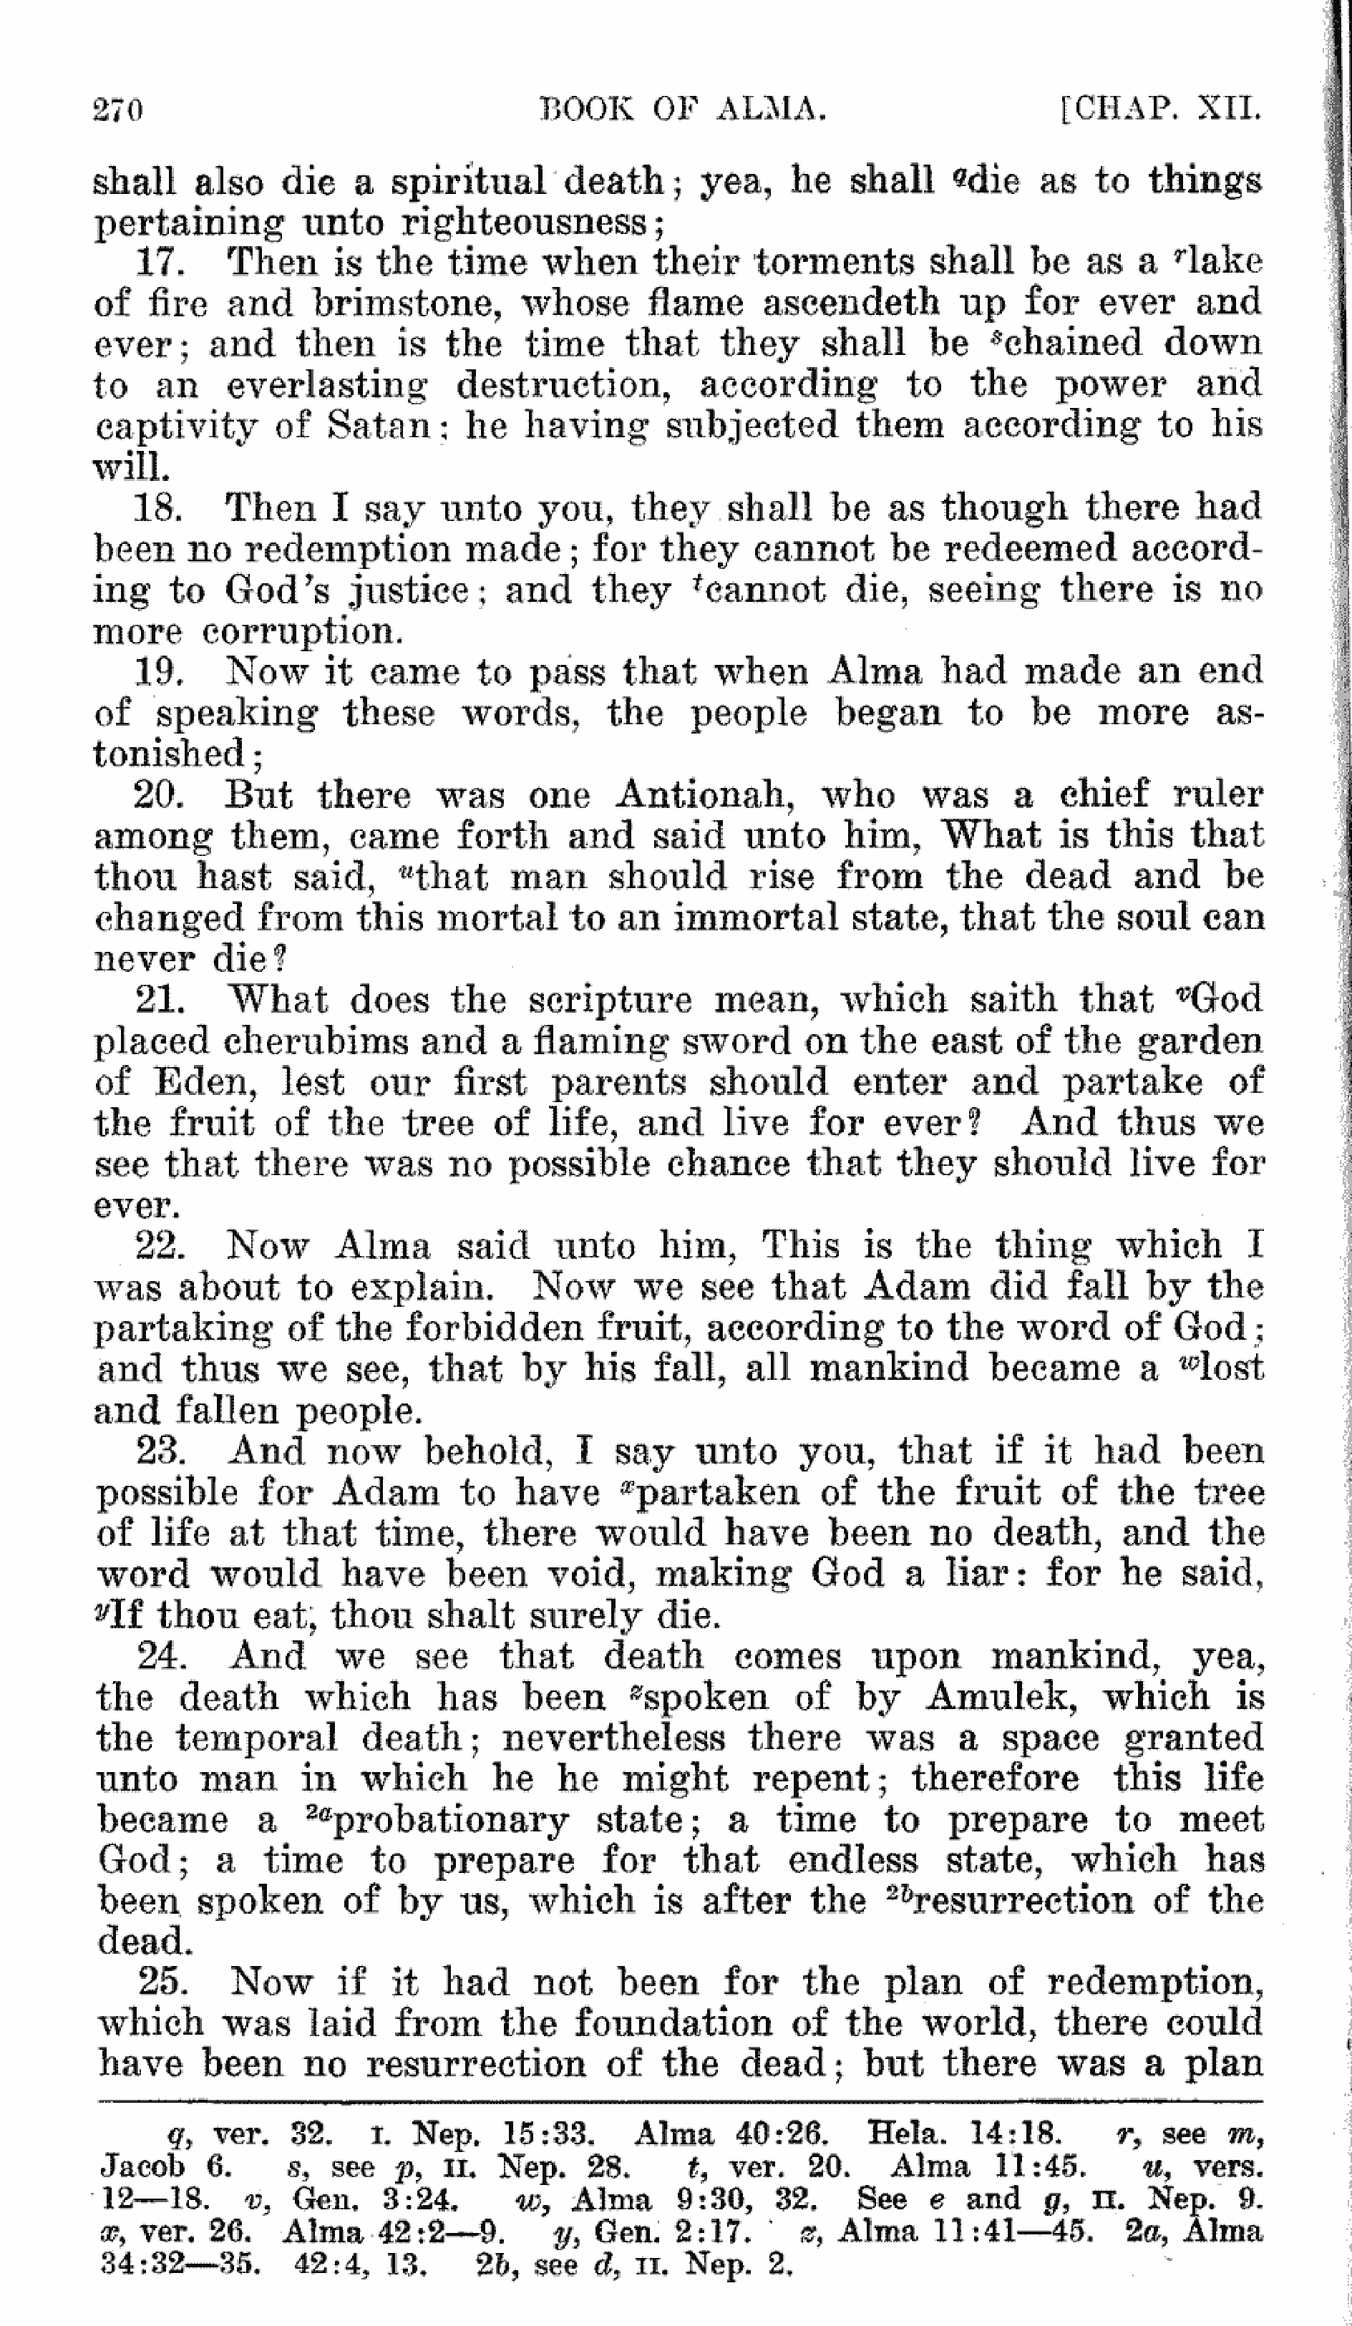 270 BOOK OF ALMA. [CHAP. XII.
shall also die a spiritual death; yea, he shall qdie as to things
pertaining unto righteousness;
17. Then is the time when their torments shall be as a rlake
of fire and brimstone, whose flame ascendeth up for ever and
ever; and then is the time that they shall be schained down
to an everlasting destruction, according to the power and
captivity of Satan; he having subjected them according to his
will.
18. Then I say unto you, they shall be as though there had
been no redemption made; for they cannot be redeemed accord-
ing to God's justice; and they tcannot die, seeing there is no
more corruption.
19. Now it came to pass that when Alma had made an end
of speaking these words, the people began to be more as-
tonished;
20. But there was one Antionah, who was a chief ruler
among them, came forth and said unto him, What is this that
thou hast said, uthat man should rise from the dead and be
changed from this mortal to an immortal state, that the soul can
never die?
21. What does the scripture mean, which saith that vGod
placed cherubims and a flaming sword on the east of the garden
of Eden, lest our first parents should enter and partake of
the fruit of the tree of life, and live for ever? And thus we
see that there was no possible chance that they should live for
ever.
22. Now Alma said unto him, This is the thing which I
was about to explain. Now we see that Adam did fall by the
partaking of the forbidden fruit, according to the word of God;
and thus we see, that by his fall, all mankind became a wlost
and fallen people.
23. And now behold, I say unto you, that if it had been
possible for Adam to have xpartaken of the fruit of the tree
of life at that time, there would have been no death, and the
word would have been void, making God a liar: for he said,
yIf thou eat, thou shalt surely die.
24. And we see that death comes upon mankind, yea,
the death which has been zspoken of by Amulek, which is
the temporal death; nevertheless there was a space granted
unto man in which he he might repent; therefore this life
became a 2aprobationary state; a time to prepare to meet
God; a time to prepare for that endless state, which has
been spoken of by us, which is after the 2bresurrection of the
dead.
25. Now if it had not been for the plan of redemption,
which was laid from the foundation of the world, there could
have been no resurrection of the dead; but there was a plan
q, ver. 32. I. Nep. 15:33. Alma 40:26. Hela. 14:18. r, see m,
Jacob 6. s, see p, II. Nep. 28. t, ver. 20. Alma 11:45. u, vers.
12—18. v, Gen. 3:24. w, Alma 9:30, 32. See e and g, II. Nep. 9.
x, ver. 26. Alma 42:2—9. y, Gen. 2:17. z, Alma 11:41—45. 2a, Alma
34:32—35. 42:4, 13. 2b, see d, II. Nep. 2.